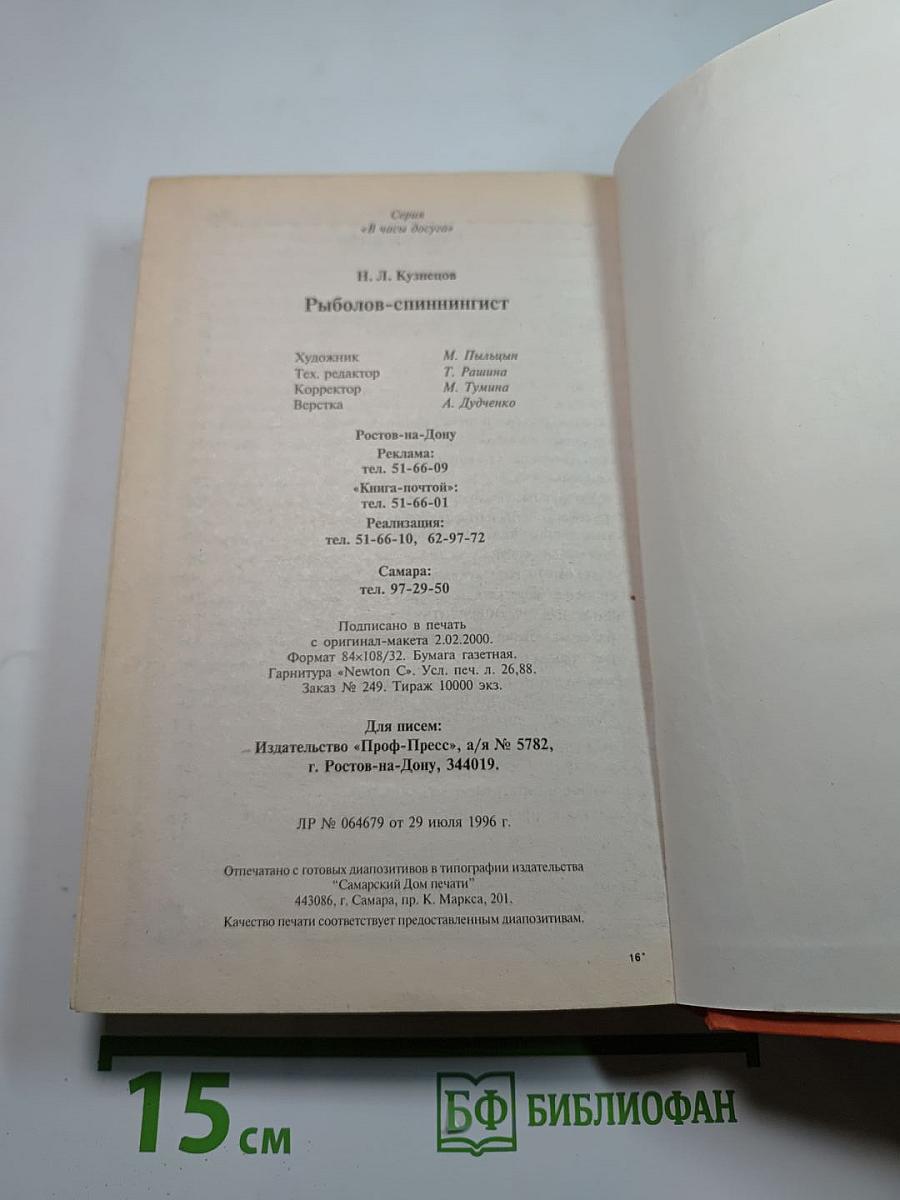 Серия
«В часы досуга»
Н. Л. Кузнецов
Рыболов-спиннингист
Художник М. Пыльцын
Тех. редактор Т. Рашина
Корректор М. Тумина
Верстка А. Дудченко
Ростов-на-Дону
Реклама:
тел. 51-66-09
«Книга-почтой»:
тел. 51-66-01
Реализация:
тел. 51-66-10, 62-97-72
Самара:
тел. 97-29-50
Подписано в печать
с оригинал-макета 2.02.2000.
Формат 84×108/32. Бумага газетная.
Гарнитура «Newton C». Усл. печ. л. 26,88.
Заказ № 249. Тираж 10000 экз.
Для писем:
Издательство «Проф-Пресс», а/я № 5782,
г. Ростов-на-Дону, 344019.
ЛР № 064679 от 29 июля 1996 г.
Отпечатано с готовых диапозитивов в типографии издательства
“Самарский Дом печати”
443086, г. Самара, пр. К. Маркса, 201.
Качество печати соответствует предоставленным диапозитивам.
16*
15 см
БФ БИБЛИОФАН